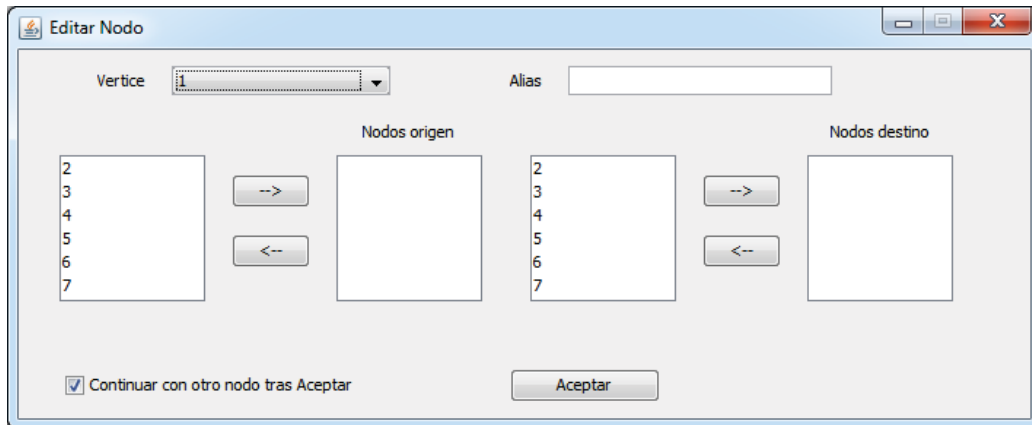 Editar Nodo
Vertice 1 Alias
Nodos origen Nodos destino
2 --> 2 -->
3 3
4 4
5 <-- 5 <--
6 6
7 7
Continuar con otro nodo tras Aceptar Aceptar